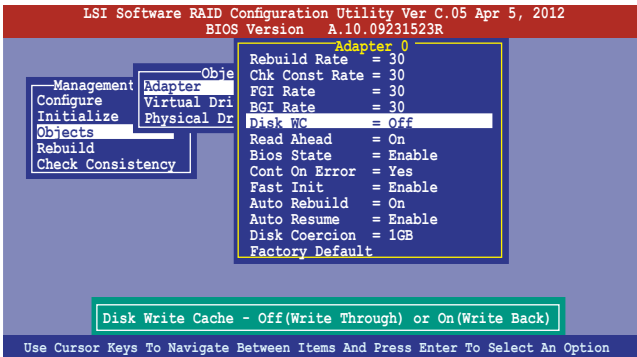 LSI Software RAID Configuration Utility Ver C.05 Apr 5, 2012
BIOS Version A.10.09231523R
Management
Configure
Initialize
Objects
Rebuild
Check Consistency
Obje
Adapter
Virtual Dri
Physical Dr
Adapter 0
Rebuild Rate = 30
Chk Const Rate = 30
FGI Rate = 30
BGI Rate = 30
Disk WC = Off
Read Ahead = On
Bios State = Enable
Cont On Error = Yes
Fast Init = Enable
Auto Rebuild = On
Auto Resume = Enable
Disk Coercion = 1GB
Factory Default
Disk Write Cache - Off(Write Through) or On(Write Back)
Use Cursor Keys To Navigate Between Items And Press Enter To Select An Option